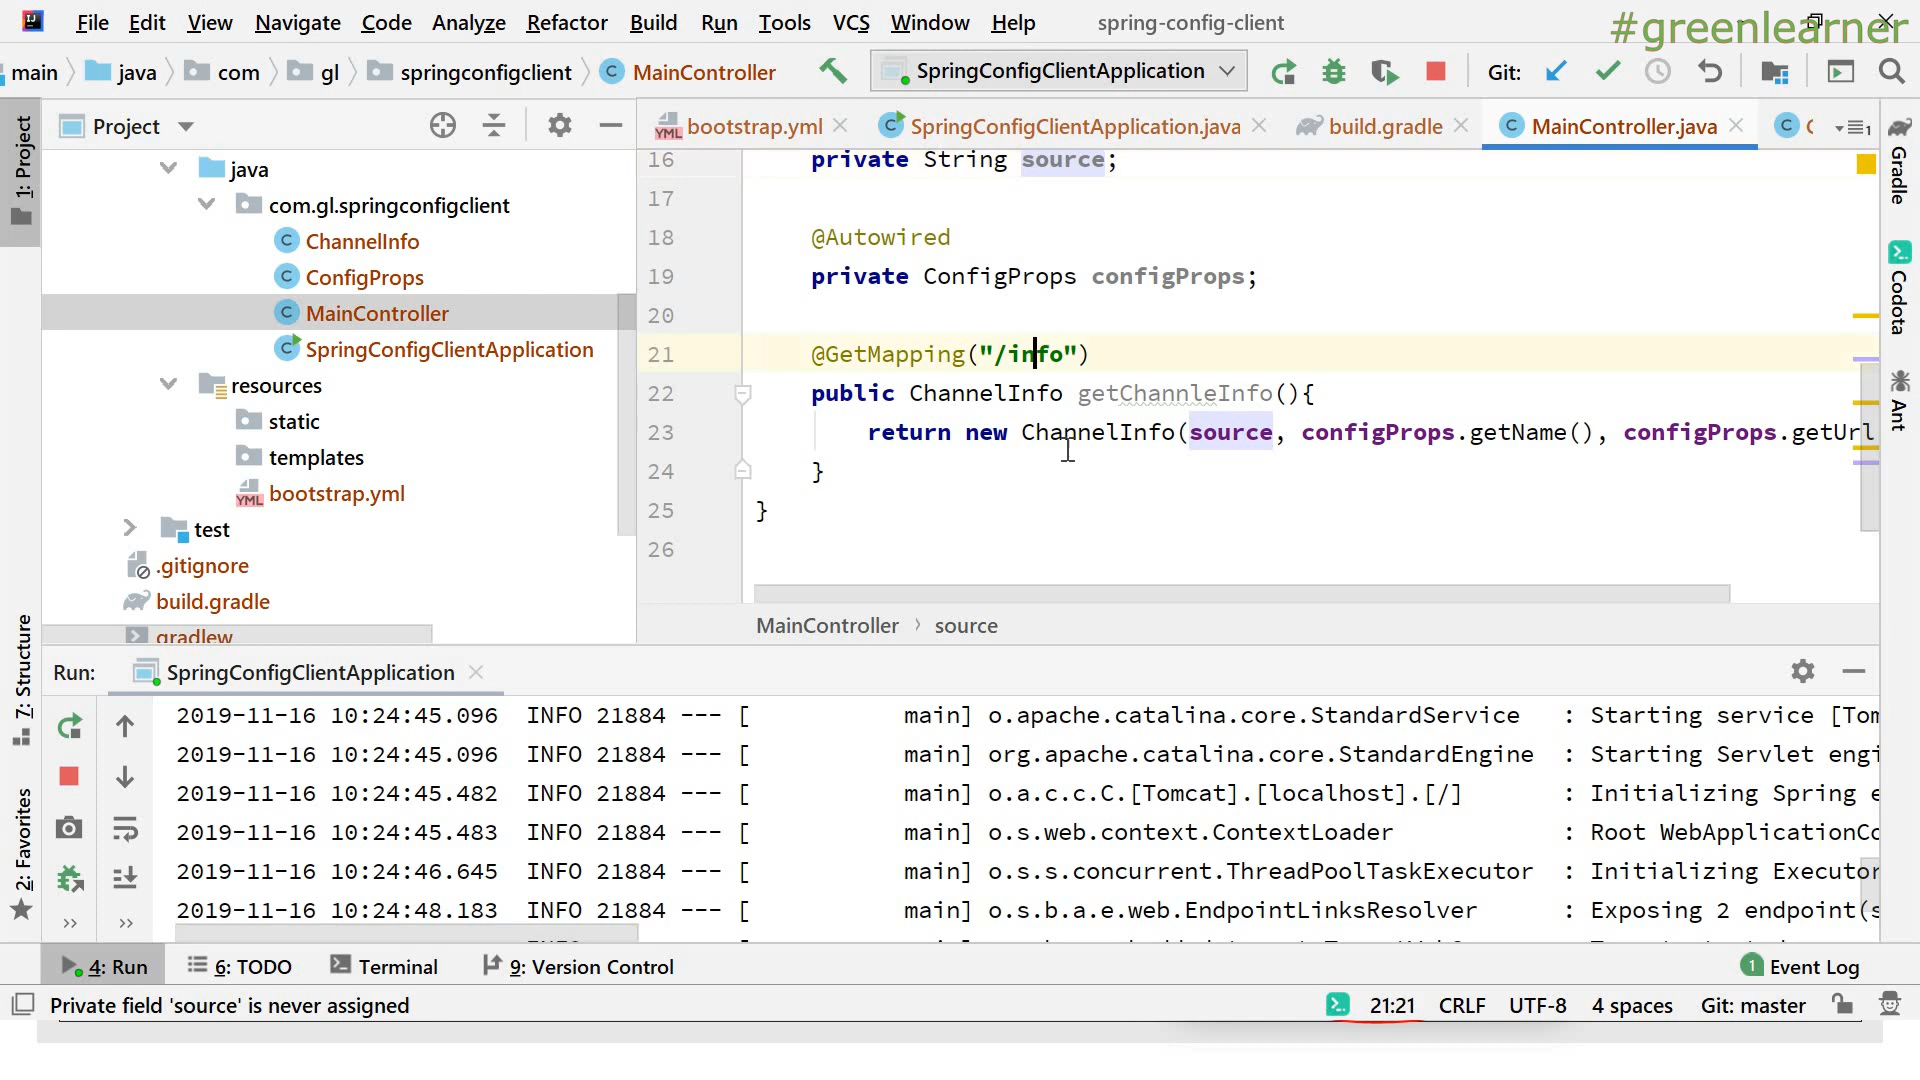 File Edit View Navigate Code Analyze Refactor Build Run Tools VCS Window Help spring-config-client
#greenlearner
main java com gl springconfigclient MainController SpringConfigClientApplication Git:
Project
bootstrap.yml SpringConfigClientApplication.java build.gradle MainController.java
1: Project
java
com.gl.springconfigclient
ChannelInfo
ConfigProps
MainController
SpringConfigClientApplication
resources
static
templates
bootstrap.yml
test
.gitignore
build.gradle
gradlew
16 private String source;
17
18 @Autowired
19 private ConfigProps configProps;
20
21 @GetMapping("/info")
22 public ChannelInfo getChannleInfo(){
23 return new ChannelInfo(source, configProps.getName(), configProps.getUrl
24 }
25 }
26
MainController › source
Gradle
Codota
Ant
7: Structure
2: Favorites
Run: SpringConfigClientApplication
2019-11-16 10:24:45.096 INFO 21884 --- [ main] o.apache.catalina.core.StandardService : Starting service [Tom
2019-11-16 10:24:45.096 INFO 21884 --- [ main] org.apache.catalina.core.StandardEngine : Starting Servlet engi
2019-11-16 10:24:45.482 INFO 21884 --- [ main] o.a.c.c.C.[Tomcat].[localhost].[/] : Initializing Spring e
2019-11-16 10:24:45.483 INFO 21884 --- [ main] o.s.web.context.ContextLoader : Root WebApplicationCo
2019-11-16 10:24:46.645 INFO 21884 --- [ main] o.s.s.concurrent.ThreadPoolTaskExecutor : Initializing Executor
2019-11-16 10:24:48.183 INFO 21884 --- [ main] o.s.b.a.e.web.EndpointLinksResolver : Exposing 2 endpoint(s
4: Run 6: TODO Terminal 9: Version Control 1 Event Log
Private field 'source' is never assigned 21:21 CRLF UTF-8 4 spaces Git: master